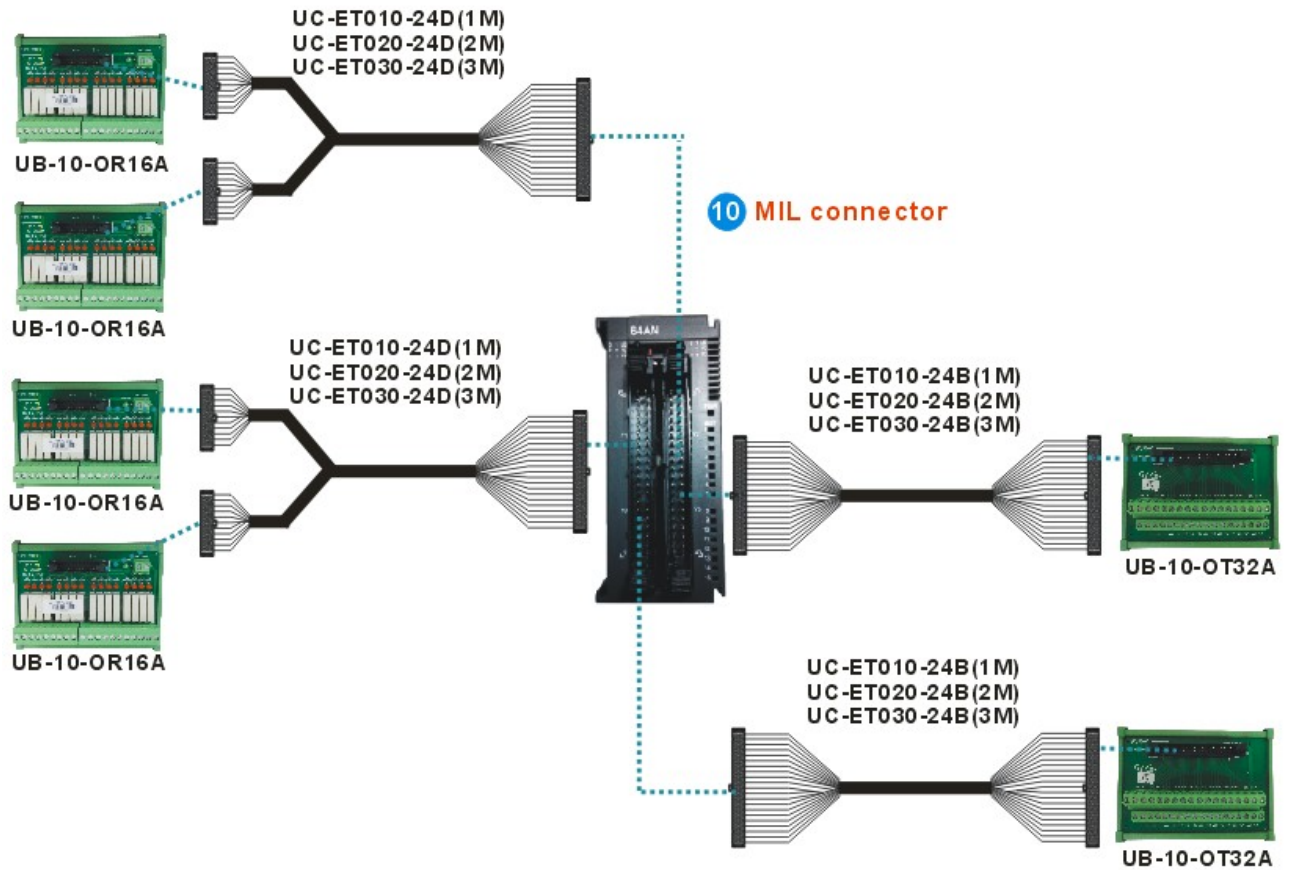 UC-ET010-24D(1M)
UC-ET020-24D(2M)
UC-ET030-24D(3M)
UB-10-OR16A
10 MIL connector
UB-10-OR16A
64AN
UC-ET010-24D(1M)
UC-ET020-24D(2M)
UC-ET030-24D(3M)
UC-ET010-24B(1M)
UC-ET020-24B(2M)
UC-ET030-24B(3M)
UB-10-OR16A
UB-10-OT32A
UB-10-OR16A
UC-ET010-24B(1M)
UC-ET020-24B(2M)
UC-ET030-24B(3M)
UB-10-OT32A